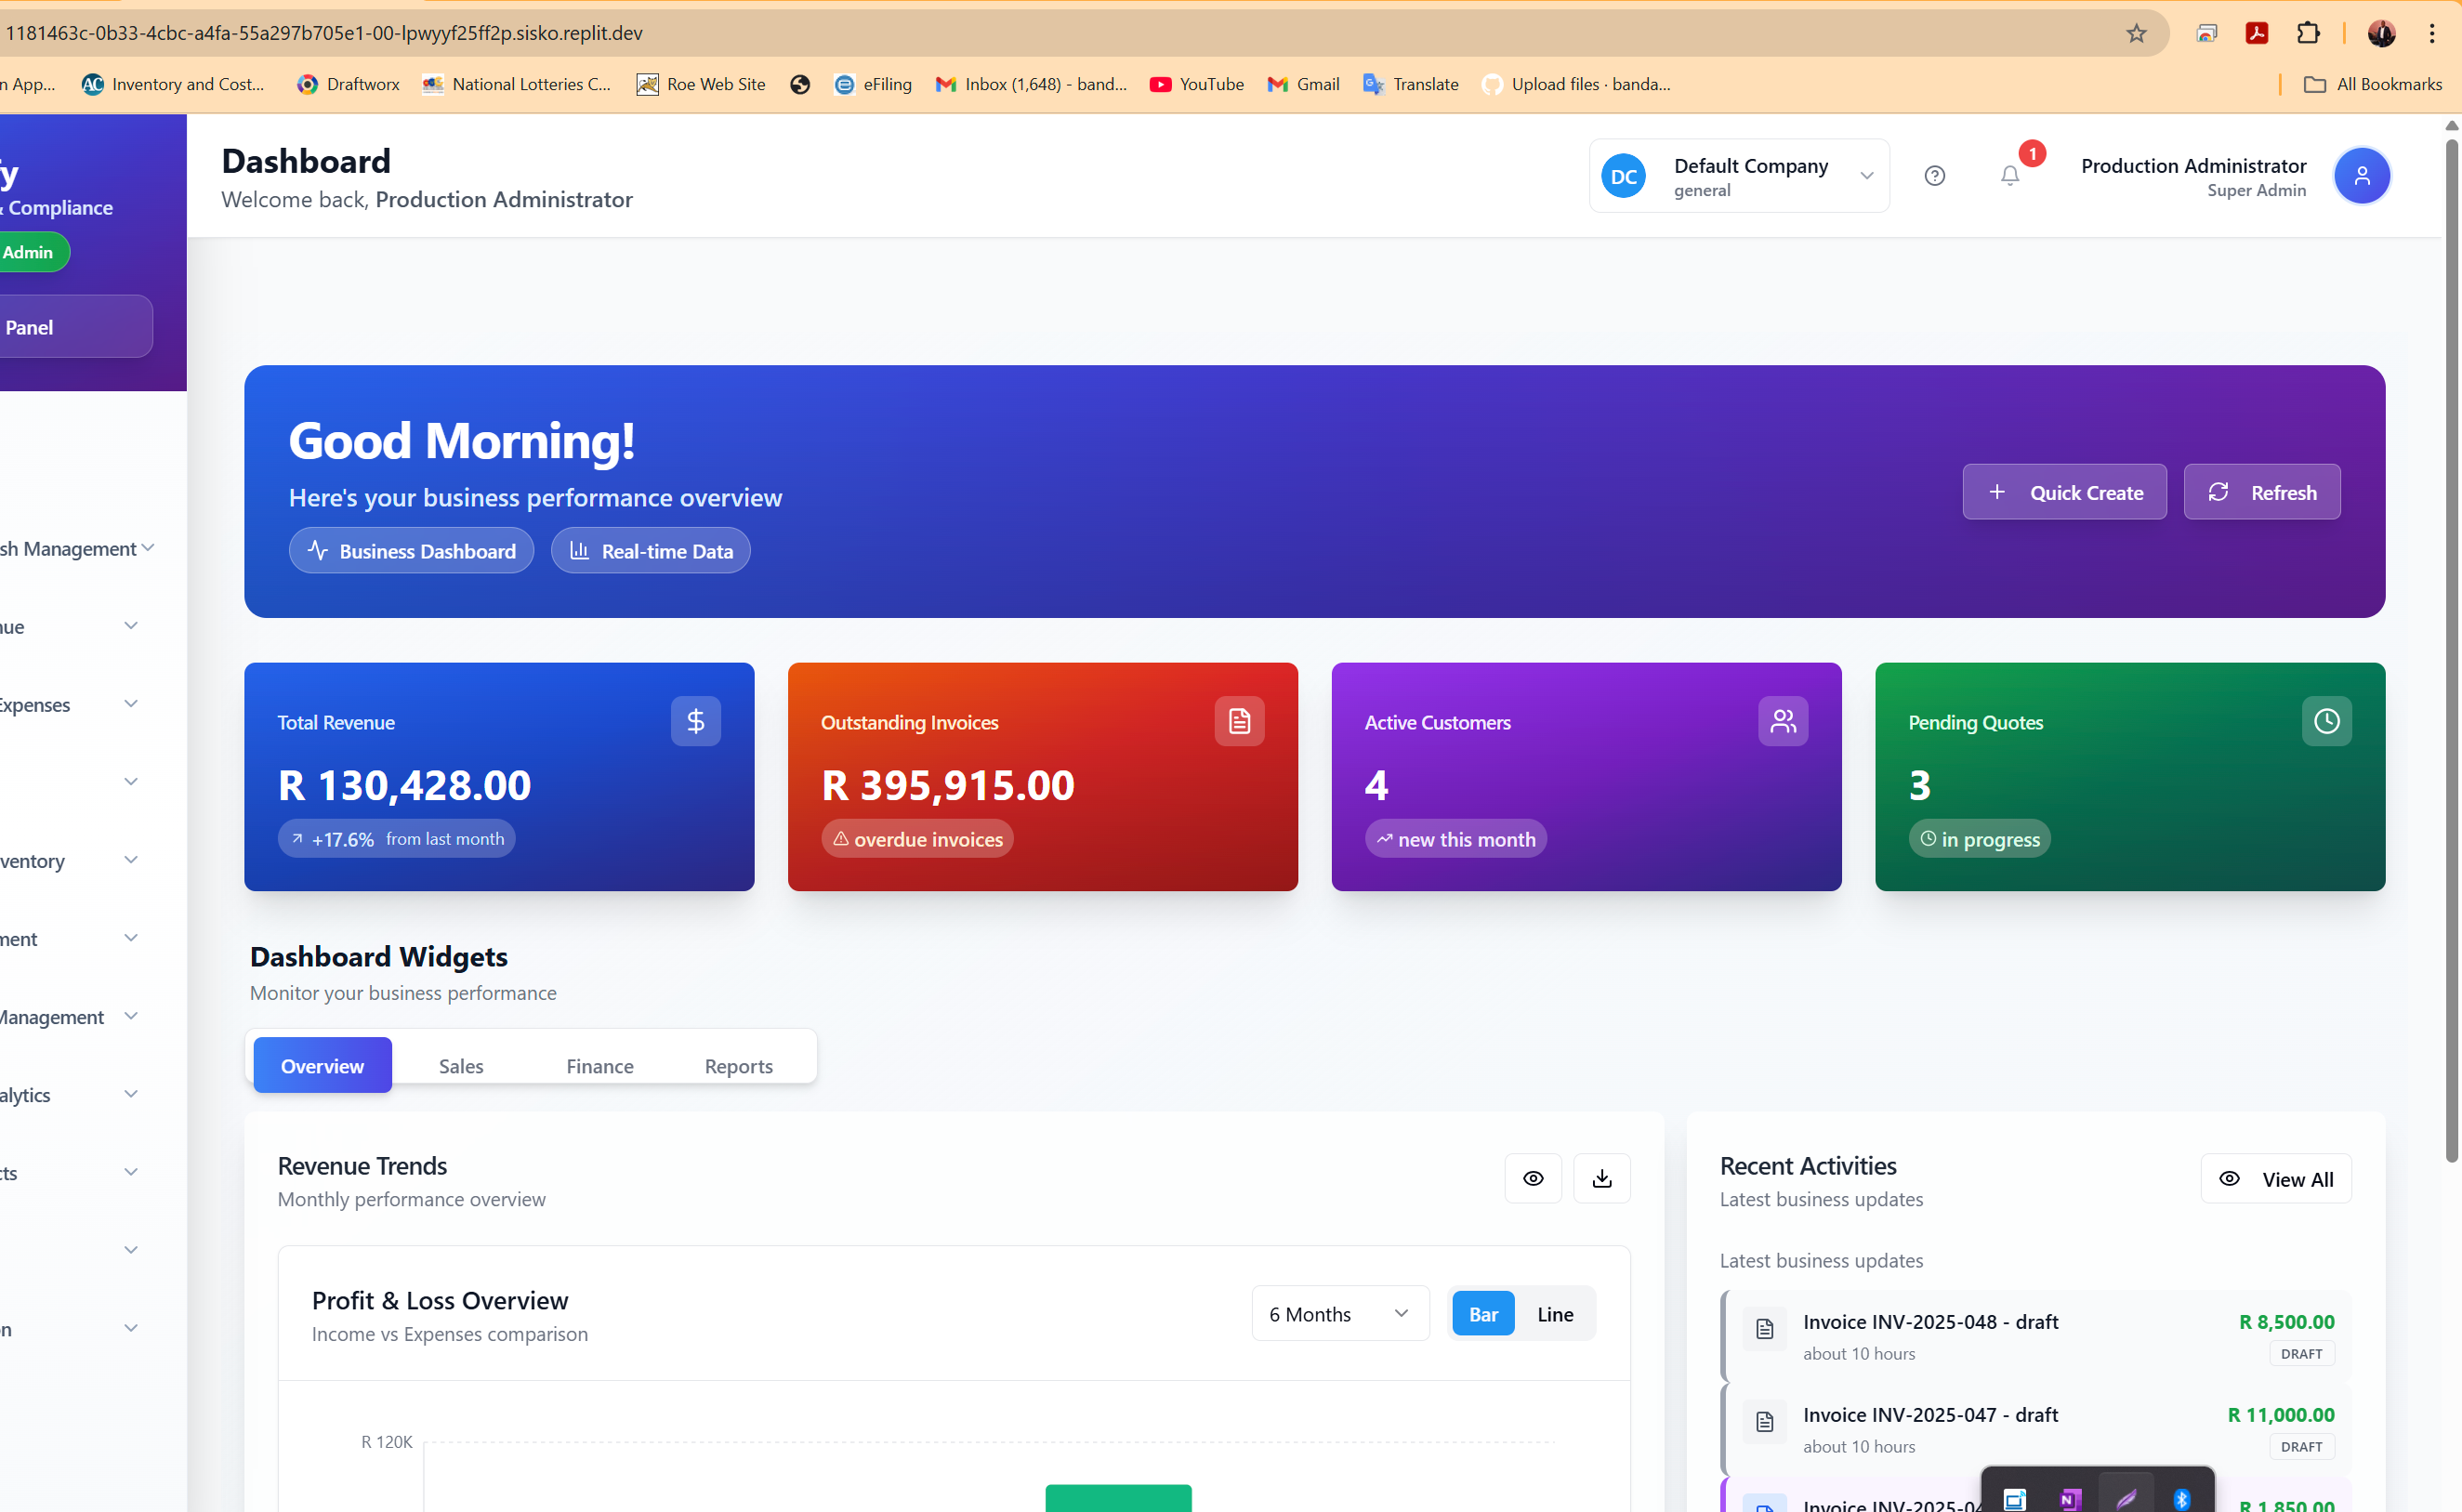 1181463c-0b33-4cbc-a4fa-55a297b705e1-00-lpwyyf25ff2p.sisko.replit.dev
n App...
AC Inventory and Cost...
Draftworx
National Lotteries C...
Roe Web Site
eFiling
Inbox (1,648) - band...
YouTube
Gmail
Translate
Upload files · banda...
All Bookmarks
fy
& Compliance
Admin
Panel
sh Management
nue
Expenses
ventory
ment
Management
alytics
cts
on
Dashboard
Welcome back, Production Administrator
DC
Default Company
general
1
Production Administrator
Super Admin
Good Morning!
Here's your business performance overview
Business Dashboard
Real-time Data
Quick Create
Refresh
Total Revenue
R 130,428.00
+17.6% from last month
Outstanding Invoices
R 395,915.00
overdue invoices
Active Customers
4
new this month
Pending Quotes
3
in progress
Dashboard Widgets
Monitor your business performance
Overview
Sales
Finance
Reports
Revenue Trends
Monthly performance overview
Profit & Loss Overview
Income vs Expenses comparison
6 Months
Bar
Line
R 120K
Recent Activities
Latest business updates
View All
Latest business updates
Invoice INV-2025-048 - draft
R 8,500.00
about 10 hours
DRAFT
Invoice INV-2025-047 - draft
R 11,000.00
about 10 hours
DRAFT
Invoice INV-2025-04
R 1,850.00